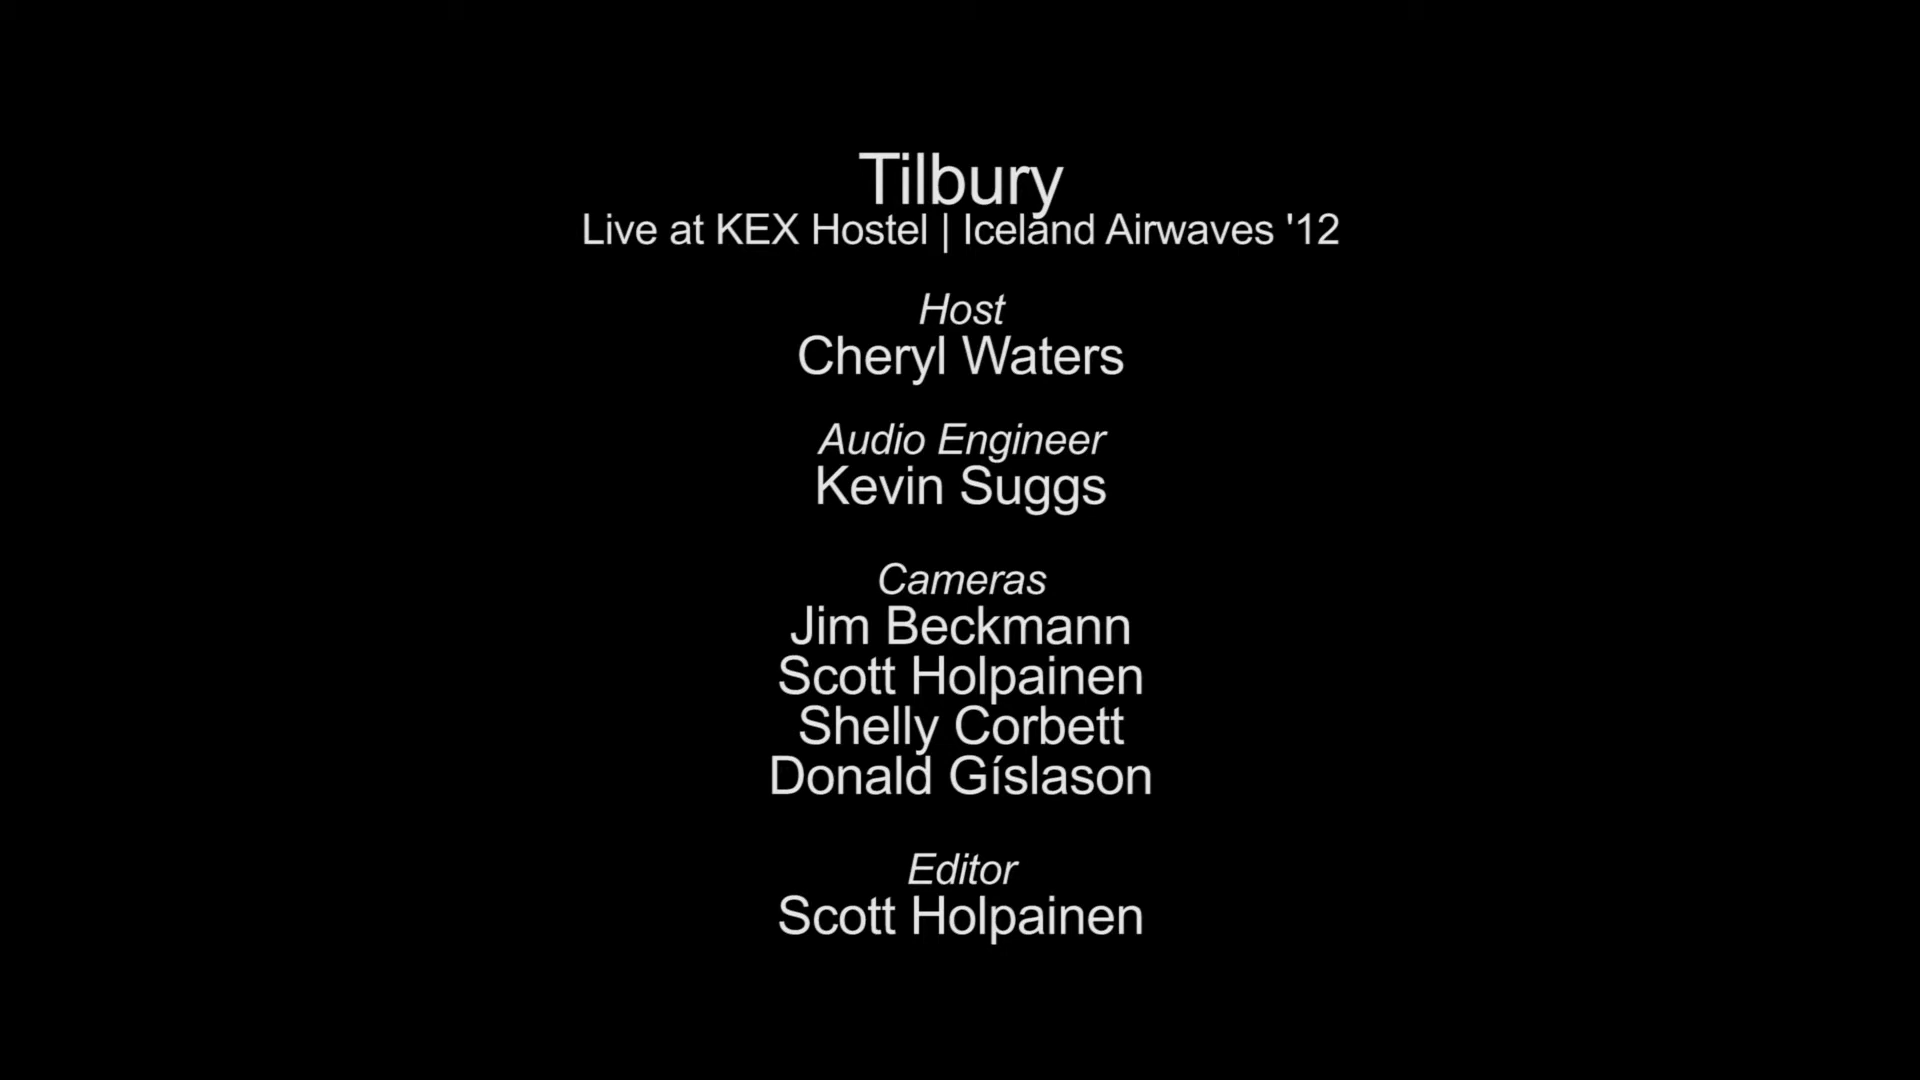 Tilbury
Live at KEX Hostel | Iceland Airwaves '12
Host
Cheryl Waters
Audio Engineer
Kevin Suggs
Cameras
Jim Beckmann
Scott Holpainen
Shelly Corbett
Donald Gíslason
Editor
Scott Holpainen